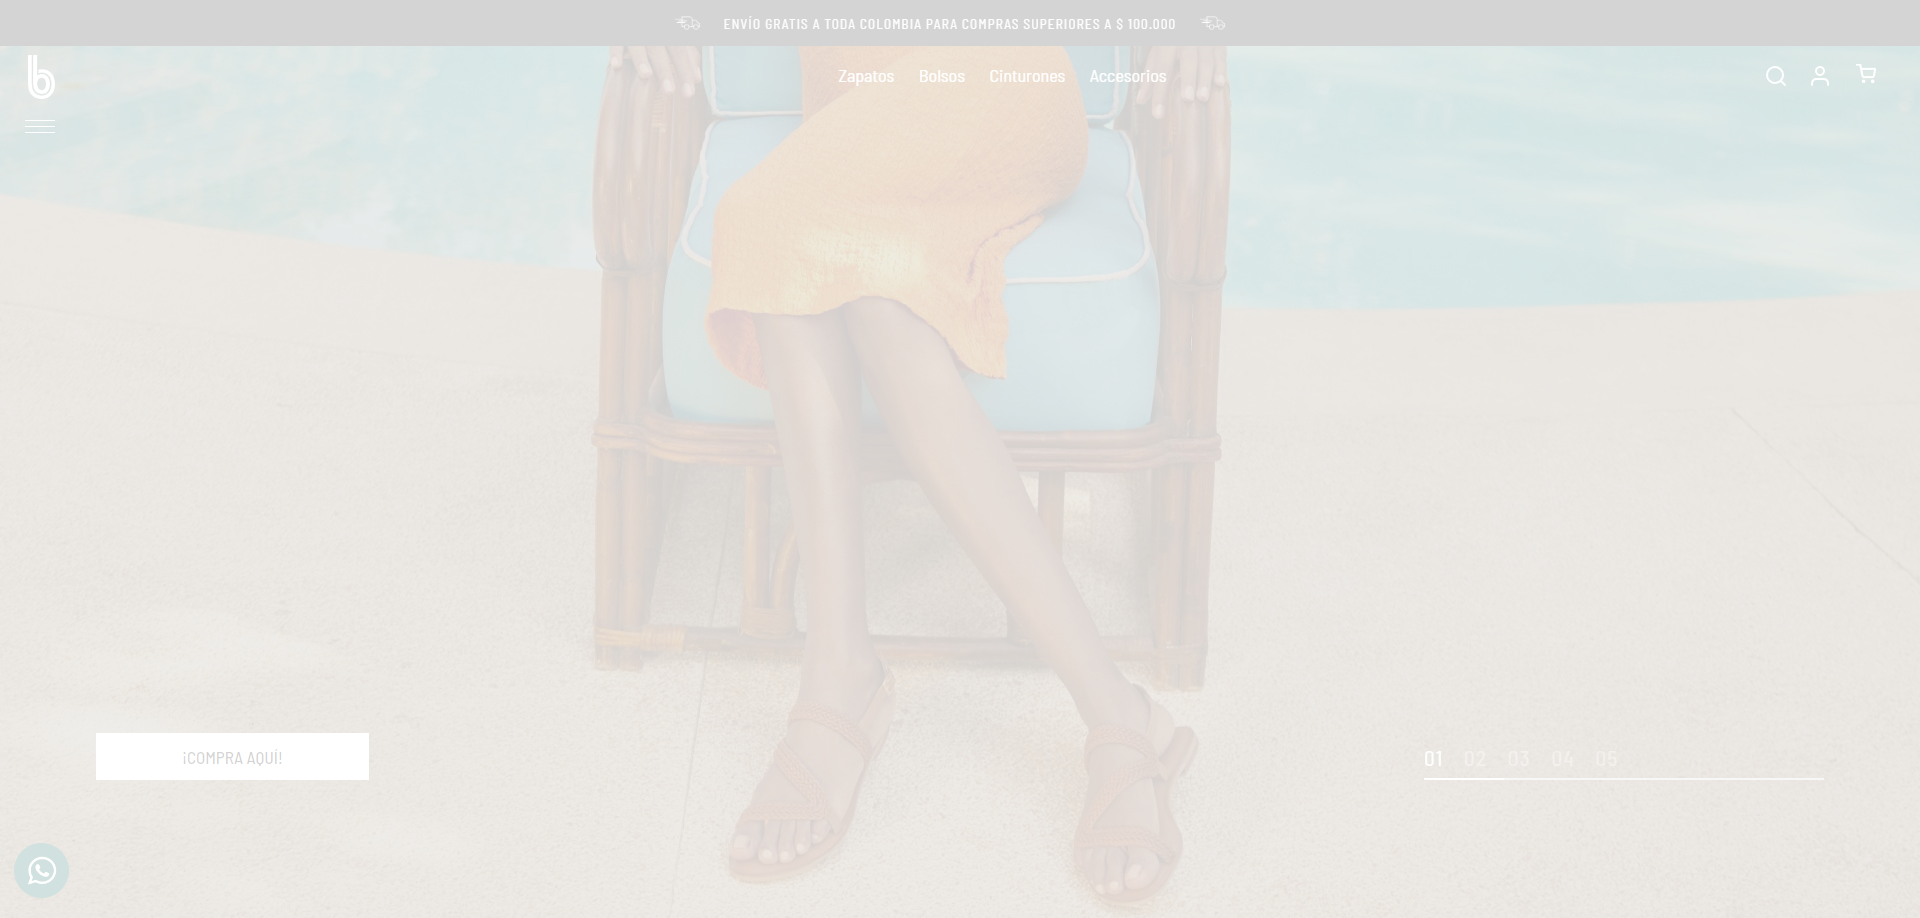 ENVÍO GRATIS A TODA COLOMBIA PARA COMPRAS SUPERIORES A $ 100.000
b
Zapatos Bolsos Cinturones Accesorios
¡COMPRA AQUÍ!
01 02 03 04 05